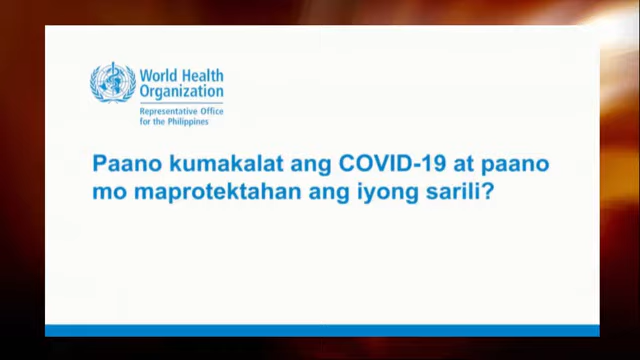 World Health
Organization
Representative Office
for the Philippines
Paano kumakalat ang COVID-19 at paano
mo maprotektahan ang iyong sarili?